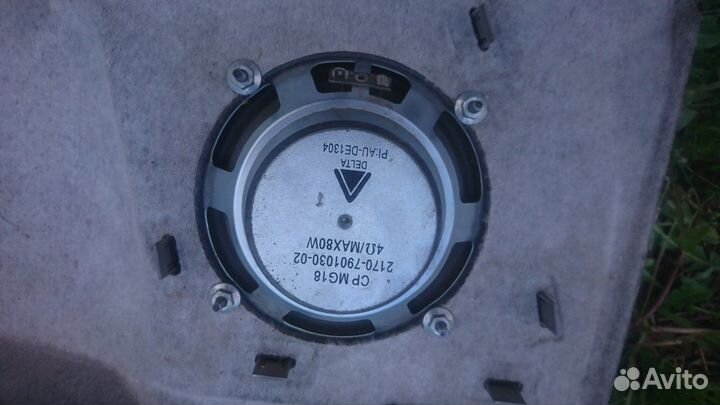 CP MG18
2170-7901030-02
4Ω/MAX80W
DELTA
PI:AU-DE1304
Avito